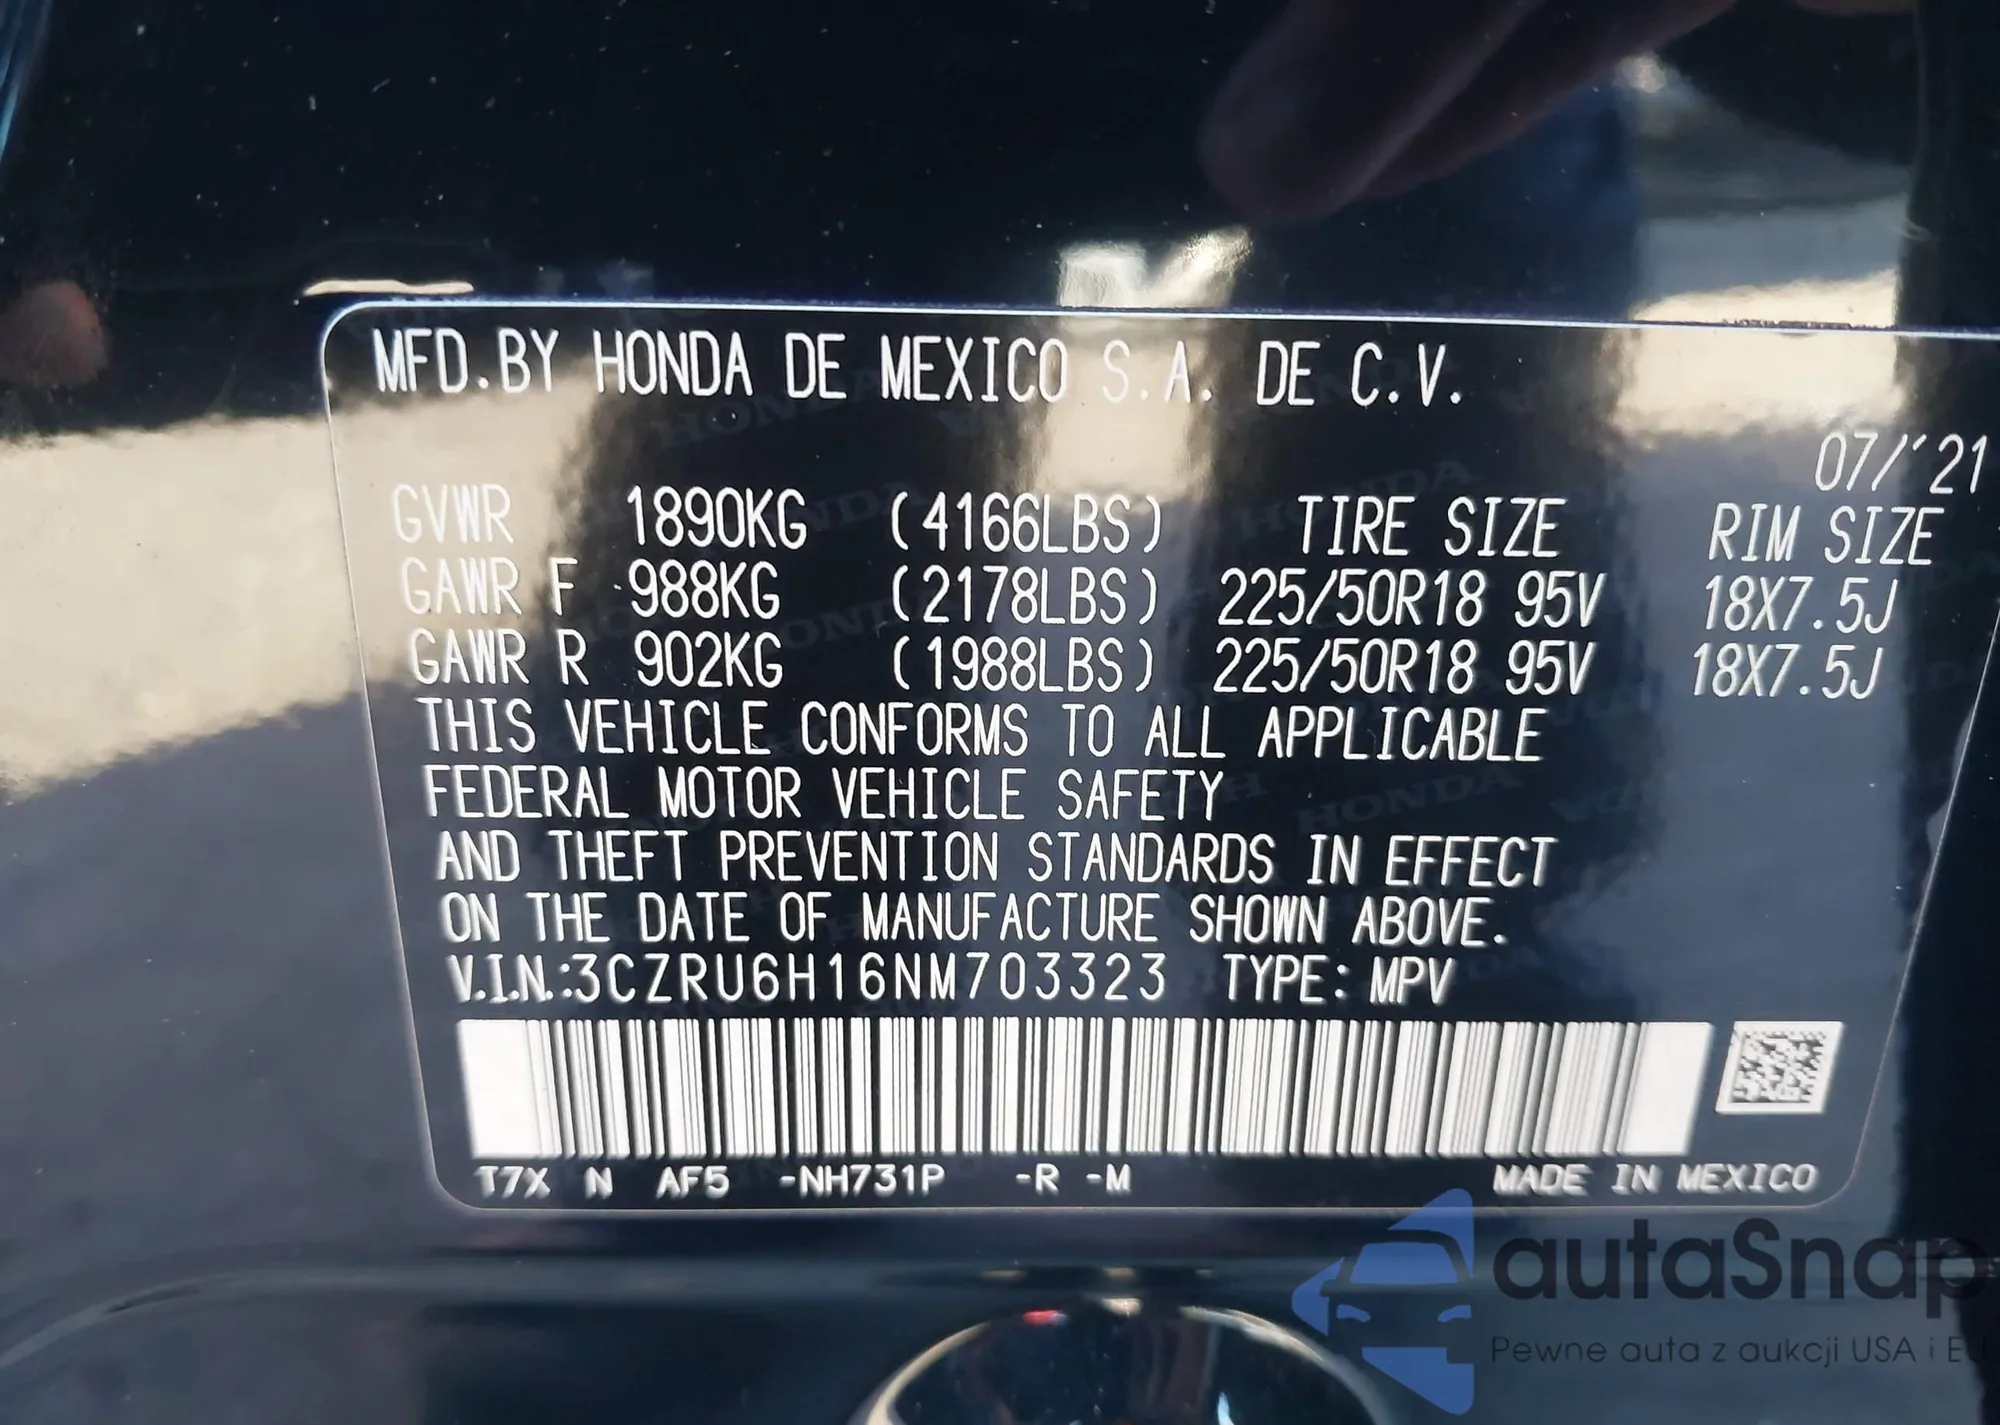 MFD.BY HONDA DE MEXICO S.A. DE C.V.
07/'21
GVWR 1890KG (4166LBS) TIRE SIZE RIM SIZE
GAWR F 988KG (2178LBS) 225/50R18 95V 18X7.5J
GAWR R 902KG (1988LBS) 225/50R18 95V 18X7.5J
THIS VEHICLE CONFORMS TO ALL APPLICABLE
FEDERAL MOTOR VEHICLE SAFETY
AND THEFT PREVENTION STANDARDS IN EFFECT
ON THE DATE OF MANUFACTURE SHOWN ABOVE.
V.I.N.:3CZRU6H16NM703323 TYPE: MPV
T7X N AF5 -NH731P -R -M MADE IN MEXICO
autaSnap
Pewne auta z aukcji USA i EU